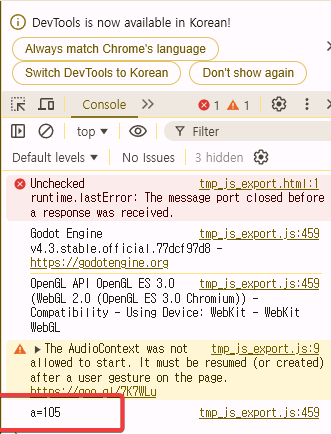 DevTools is now available in Korean!
Always match Chrome's language
Switch DevTools to Korean Don't show again
Console 1 1
top Filter
Default levels No Issues 3 hidden
Unchecked tmp_js_export.html:1
runtime.lastError: The message port closed before
a response was received.
Godot Engine tmp_js_export.js:459
v4.3.stable.official.77dcf97d8 -
https://godotengine.org
OpenGL API OpenGL ES 3.0 tmp_js_export.js:459
(WebGL 2.0 (OpenGL ES 3.0 Chromium)) -
Compatibility - Using Device: WebKit - WebKit
WebGL
The AudioContext was not tmp_js_export.js:9
allowed to start. It must be resumed (or created)
after a user gesture on the page.
https://goo.gl/7K7WLu
a=105 tmp_js_export.js:459